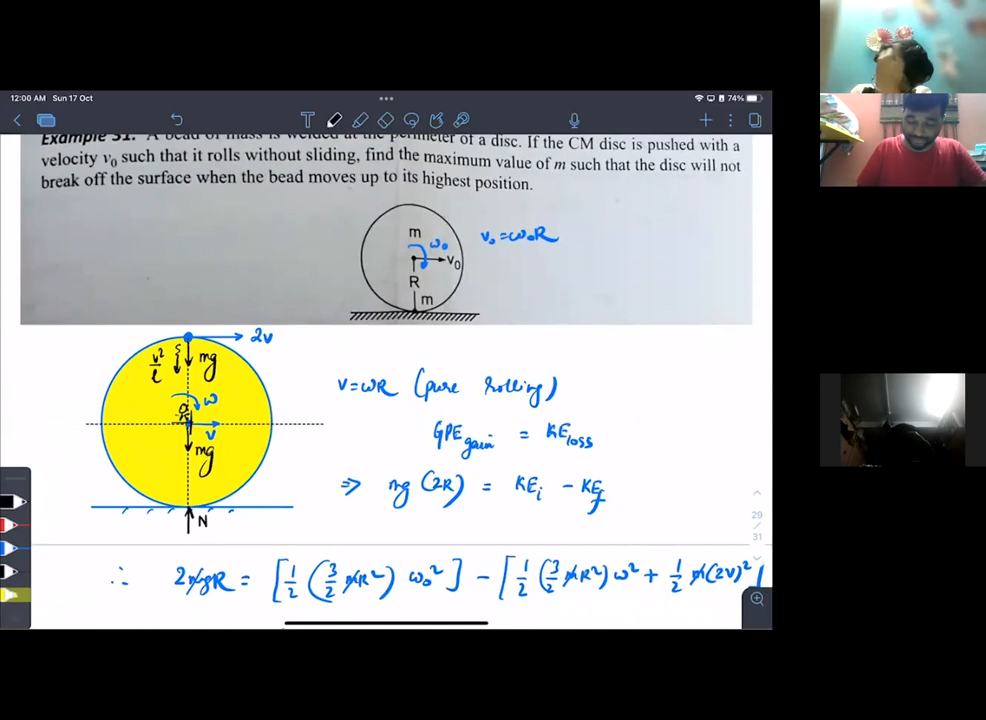 12:00 AM Sun 17 Oct
74%
Example 51. A bead of mass is welded at the perimeter of a disc. If the CM disc is pushed with a
velocity v₀ such that it rolls without sliding, find the maximum value of m such that the disc will not
break off the surface when the bead moves up to its highest position.
m
ω₀
v₀ = ω₀R
v₀
R
m
2v
v²/l
mg
ω
v
mg
N
v = ωR (pure rolling)
GPE gain = KE loss
⇒ mg (2R) = KEᵢ - KE_f
29
/
31
∴ 2mgR = [1/2 (3/2 mR²) ω₀²] - [1/2 (3/2 mR²) ω² + 1/2 m(2v)²